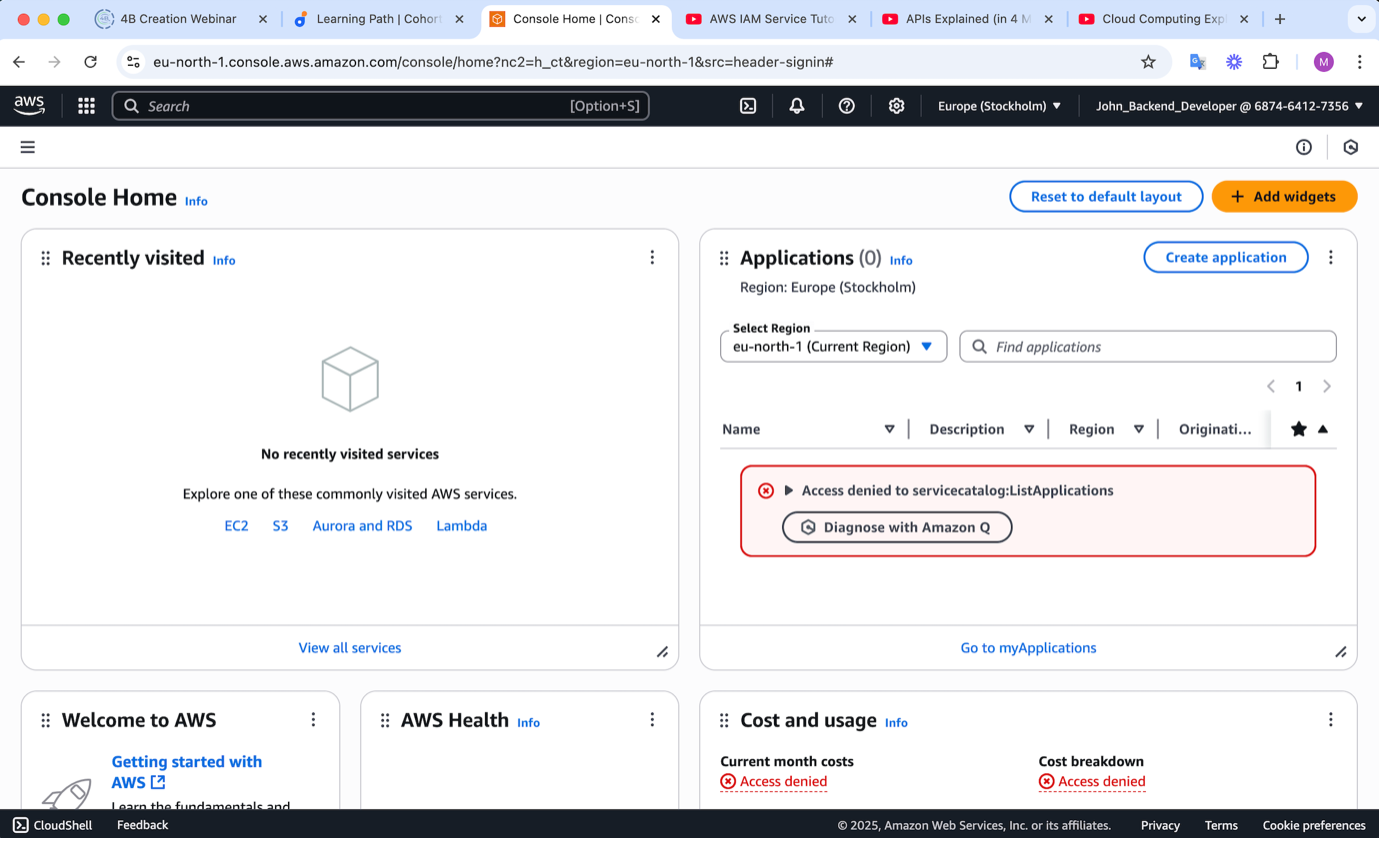 4B Creation Webinar
Learning Path | Cohort
Console Home | Cons
AWS IAM Service Tuto
APIs Explained (in 4 M
Cloud Computing Expl
eu-north-1.console.aws.amazon.com/console/home?nc2=h_ct&region=eu-north-1&src=header-signin#
M
aws
Search
[Option+S]
Europe (Stockholm)
John_Backend_Developer @ 6874-6412-7356
Console Home Info
Reset to default layout
Add widgets
Recently visited Info
No recently visited services
Explore one of these commonly visited AWS services.
EC2 S3 Aurora and RDS Lambda
View all services
Applications (0) Info
Create application
Region: Europe (Stockholm)
Select Region
eu-north-1 (Current Region)
Find applications
1
Name Description Region Originati...
Access denied to servicecatalog:ListApplications
Diagnose with Amazon Q
Go to myApplications
Welcome to AWS
Getting started with
AWS
Learn the fundamentals and
AWS Health Info
Cost and usage Info
Current month costs
Access denied
Cost breakdown
Access denied
CloudShell Feedback
© 2025, Amazon Web Services, Inc. or its affiliates. Privacy Terms Cookie preferences